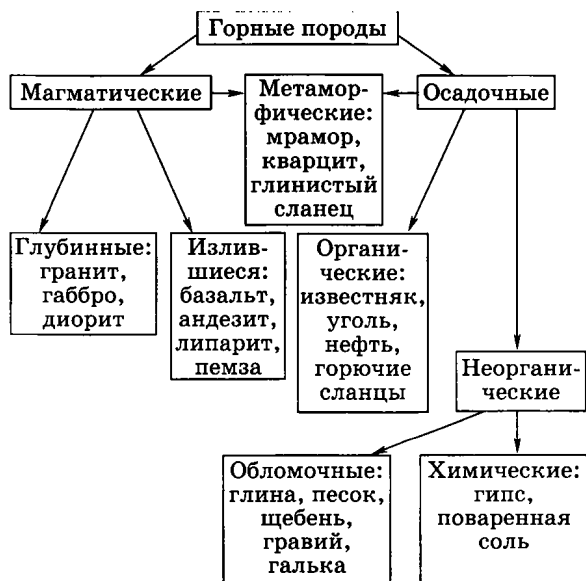 Горные породы
Магматические
Метамор-
фические:
мрамор,
кварцит,
глинистый
сланец
Осадочные
Глубинные:
гранит,
габбро,
диорит
Излив-
шиеся:
базальт,
андезит,
липарит,
пемза
Органи-
ческие:
известняк,
уголь,
нефть,
горючие
сланцы
Неоргани-
ческие
Обломочные:
глина, песок,
щебень,
гравий,
галька
Химические:
гипс,
поваренная
соль